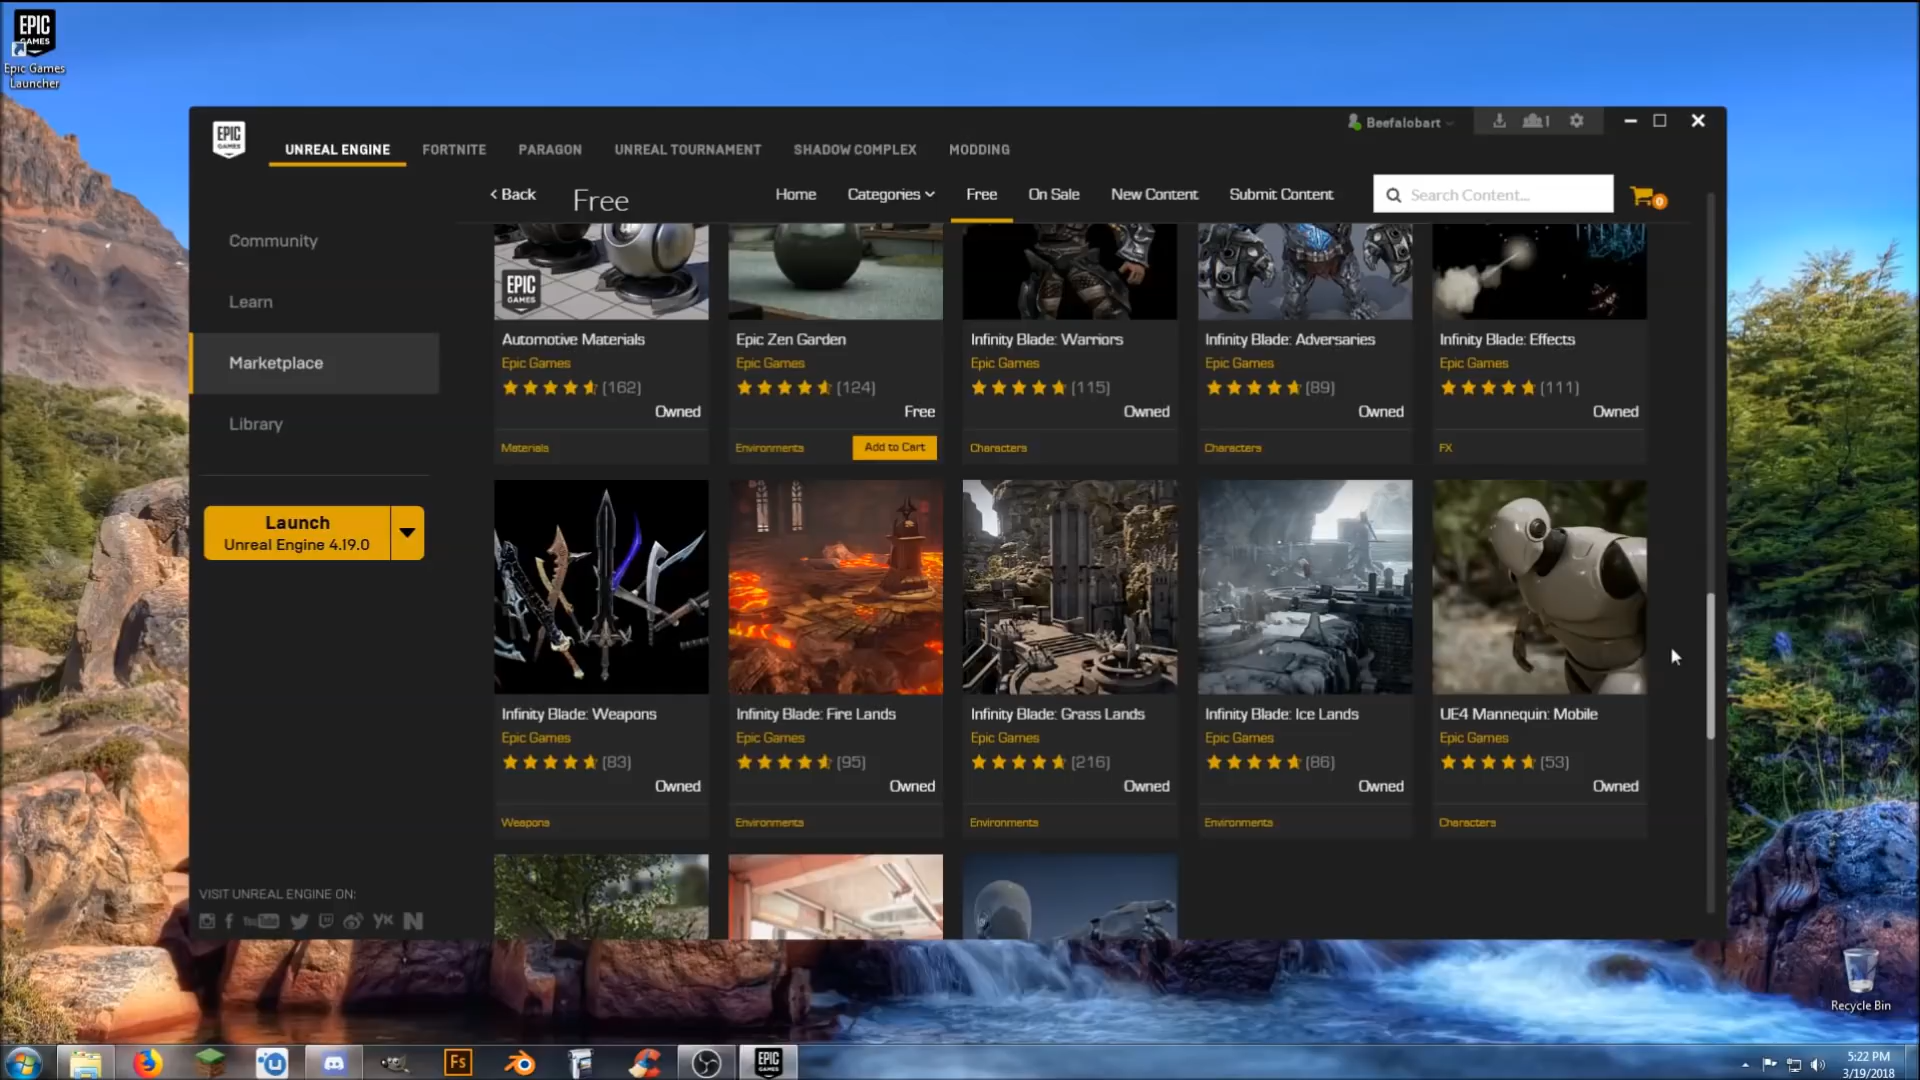 EPIC GAMES
Epic Games
Launcher
EPIC GAMES
Beefalobart
1
UNREAL ENGINE
FORTNITE
PARAGON
UNREAL TOURNAMENT
SHADOW COMPLEX
MODDING
< Back
Free
Home
Categories
Free
On Sale
New Content
Submit Content
Search Content...
0
Community
Learn
Marketplace
Library
Launch
Unreal Engine 4.19.0
VISIT UNREAL ENGINE ON:
EPIC GAMES
Automotive Materials
Epic Games
(162)
Owned
Materials
Epic Zen Garden
Epic Games
(124)
Free
Environments
Add to Cart
Infinity Blade: Warriors
Epic Games
(115)
Owned
Characters
Infinity Blade: Adversaries
Epic Games
(89)
Owned
Characters
Infinity Blade: Effects
Epic Games
(111)
Owned
FX
Infinity Blade: Weapons
Epic Games
(83)
Owned
Weapons
Infinity Blade: Fire Lands
Epic Games
(95)
Owned
Environments
Infinity Blade: Grass Lands
Epic Games
(216)
Owned
Environments
Infinity Blade: Ice Lands
Epic Games
(86)
Owned
Environments
UE4 Mannequin: Mobile
Epic Games
(53)
Owned
Characters
Recycle Bin
Fs
EPIC GAMES
5:22 PM
3/19/2018